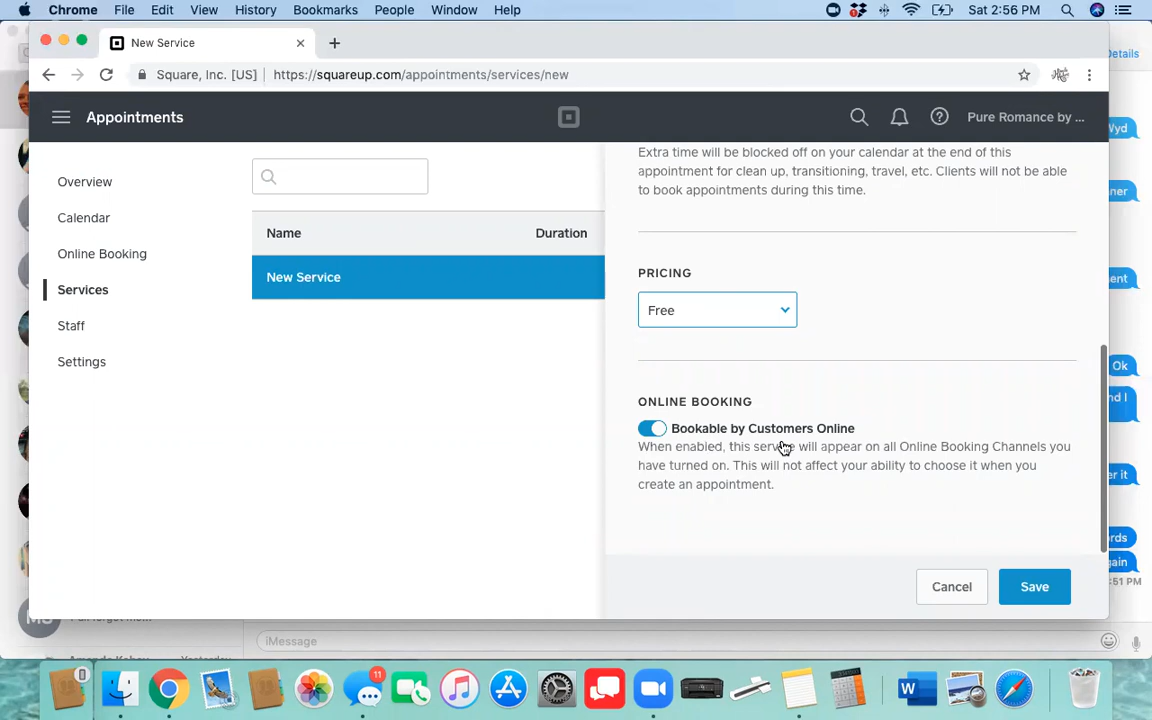 Chrome File Edit View History Bookmarks People Window Help Sat 2:56 PM
New Service
Details
Square, Inc. [US] https://squareup.com/appointments/services/new
Appointments Pure Romance by ...
Wyd
Overview
Calendar
Online Booking
Services
Staff
Settings
Name Duration
New Service
Extra time will be blocked off on your calendar at the end of this
appointment for clean up, transitioning, travel, etc. Clients will not be able
to book appointments during this time.
PRICING
Free
ONLINE BOOKING
Bookable by Customers Online
When enabled, this service will appear on all Online Booking Channels you
have turned on. This will not affect your ability to choose it when you
create an appointment.
Cancel Save
Ok
iMessage
11
W